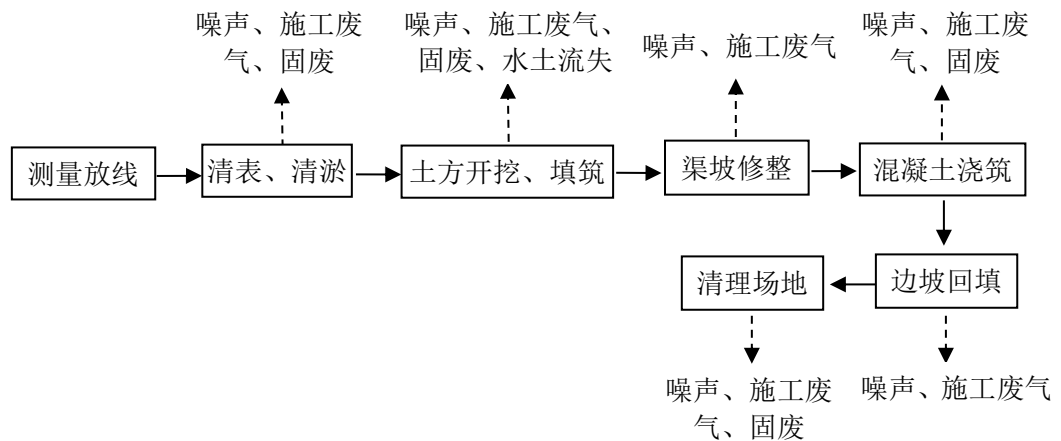 噪声、施工废
气、固废
噪声、施工废气、
固废、水土流失
噪声、施工废气
噪声、施工废
气、固废
测量放线
清表、清淤
土方开挖、填筑
渠坡修整
混凝土浇筑
清理场地
边坡回填
噪声、施工废
气、固废
噪声、施工废气